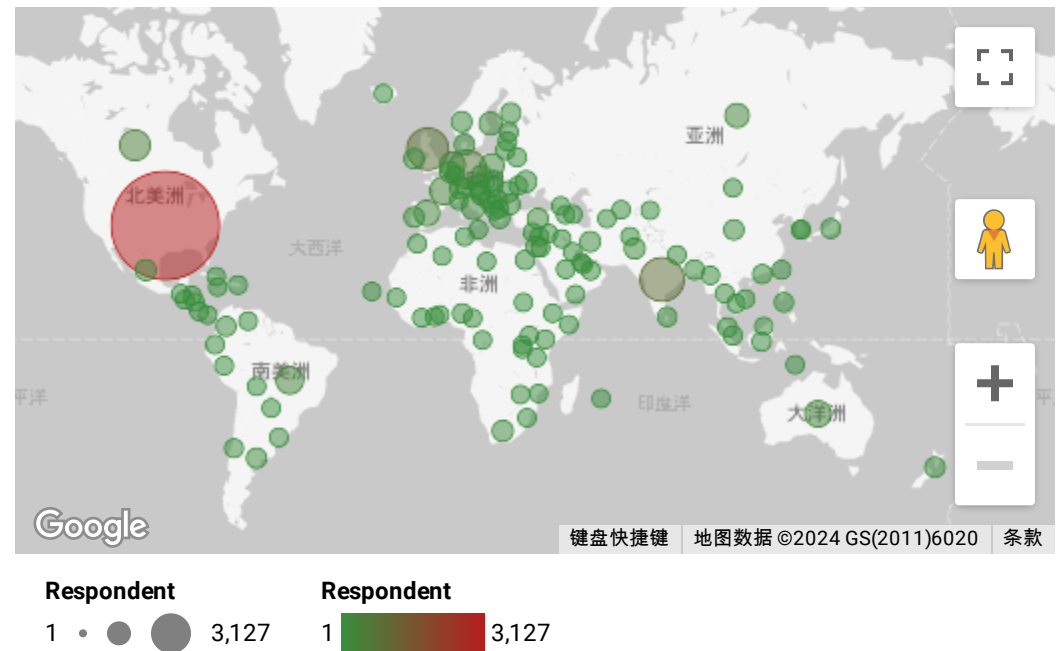 亚洲
北美洲
大西洋
非洲
南美洲
平洋
印度洋
大洋洲
平
Google
键盘快捷键 地图数据 ©2024 GS(2011)6020 条款
Respondent Respondent
1 3,127 1 3,127